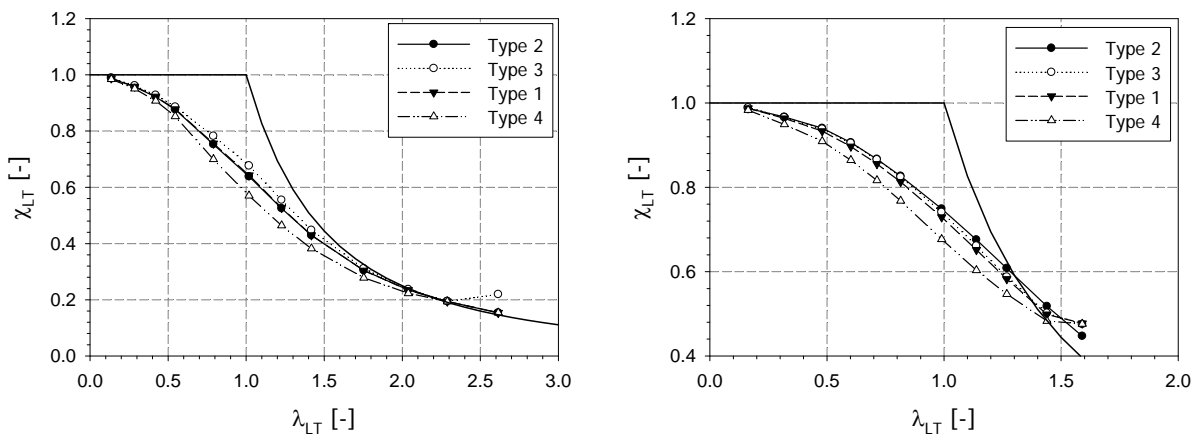 1.2
1.0
0.8
0.6
0.4
0.2
0.0
χLT [-]
0.0 0.5 1.0 1.5 2.0 2.5 3.0
λLT [-]
Type 2
Type 3
Type 1
Type 4
1.2
1.0
0.8
0.6
0.4
χLT [-]
0.0 0.5 1.0 1.5 2.0
λLT [-]
Type 2
Type 3
Type 1
Type 4